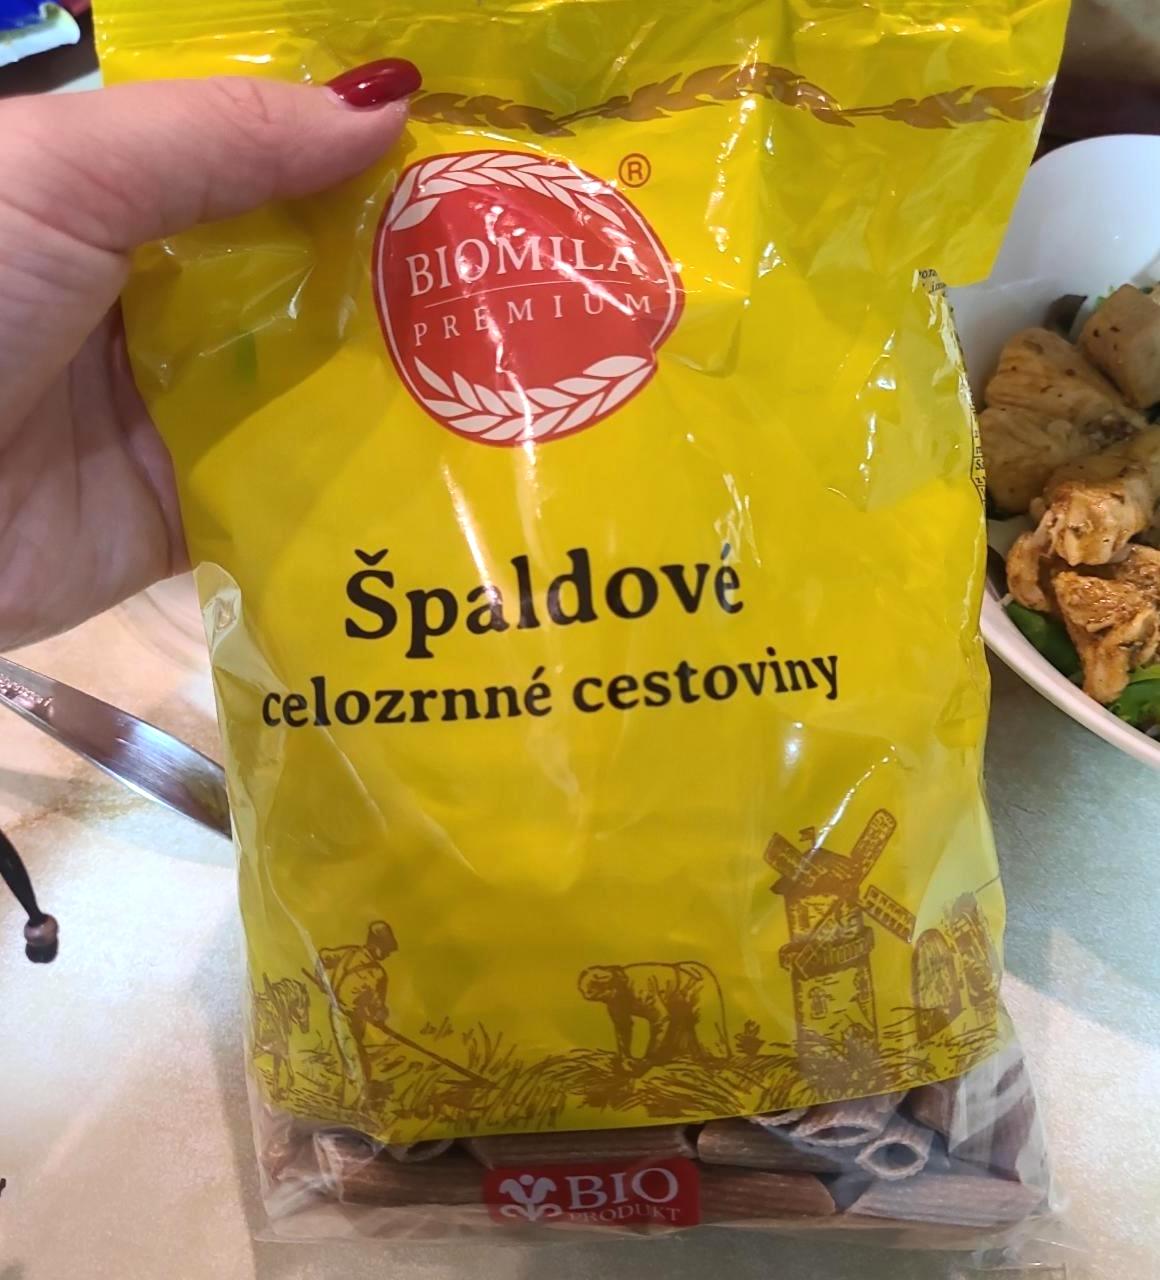 BIOMILA
®
PREMIUM
Špaldové
celozrnné cestoviny
BIO
PRODUKT